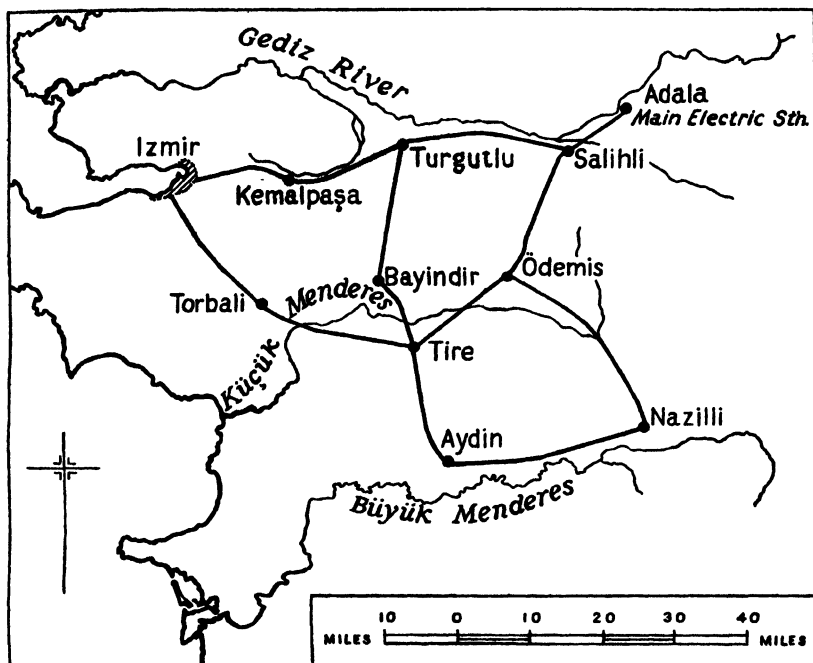 Gediz River
Adala
Main Electric Stn.
Izmir
Turgutlu
Salihli
Kemalpaşa
Bayindir
Ödemis
Torbali
Küçük Menderes
Tire
Nazilli
Aydin
Büyük Menderes
10 0 10 20 30 40
MILES MILES